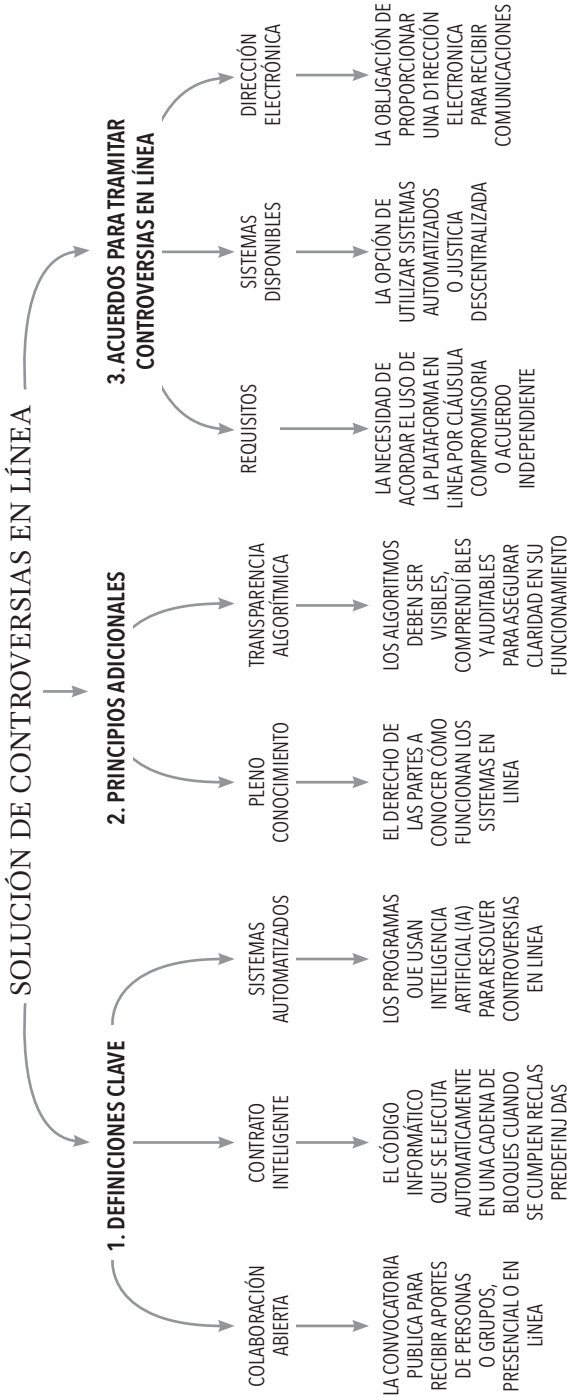 SOLUCIÓN DE CONTROVERSIAS EN LÍNEA
1. DEFINICIONES CLAVE
COLABORACIÓN
ABIERTA
LA CONVOCATORIA
PUBLICA PARA
RECIBIR APORTES
DE PERSONAS
O GRUPOS,
PRESENCIAL O EN
LiNEA
CONTRATO
INTELIGENTE
EL CÓDIGO
INFORMÁTICO
QUE SE EJECUTA
AUTOMATICAMENTE
EN UNA CADENA DE
BLOQUES CUANDO
SE CUMPLEN RECLAS
PREDEFINJ DAS
SISTEMAS
AUTOMATIZADOS
LOS PROGRAMAS
QUE USAN
INTELIGENCIA
ARTIFICIAL (IA)
PARA RESOLVER
CONTROVERSIAS
EN LINEA
2. PRINCIPIOS ADICIONALES
PLENO
CONOCIMIENTO
EL DERECHO DE
LAS PARTES A
CONOCER CÓMO
FUNCIONAN LOS
SISTEMAS EN
LINEA
TRANSPARENCIA
ALGORÍTMICA
LOS ALGORITMOS
DEBEN SER
VISIBLES,
COMPRENDÍ BLES
Y AUDITABLES
PARA ASEGURAR
CLARIDAD EN SU
FUNCIONAMIENTO
3. ACUERDOS PARA TRAMITAR
CONTROVERSIAS EN LÍNEA
REQUISITOS
LA NECESIDAD DE
ACORDAR EL USO DE
LA PLATAFORMA EN
LiNEA POR CLÁUSULA
COMPROMISORIA
O ACUERDO
INDEPENDIENTE
SISTEMAS
DISPONIBLES
LA OPCIÓN DE
UTILIZAR SISTEMAS
AUTOMATIZADOS
O JUSTICIA
DESCENTRALIZADA
DIRECCIÓN
ELECTRÓNICA
LA OBLJGACIÓN DE
PROPORCIONAR
UNA D1RECCIÓN
ELECTRONICA
PARA RECIBIR
COMUNICACIONES